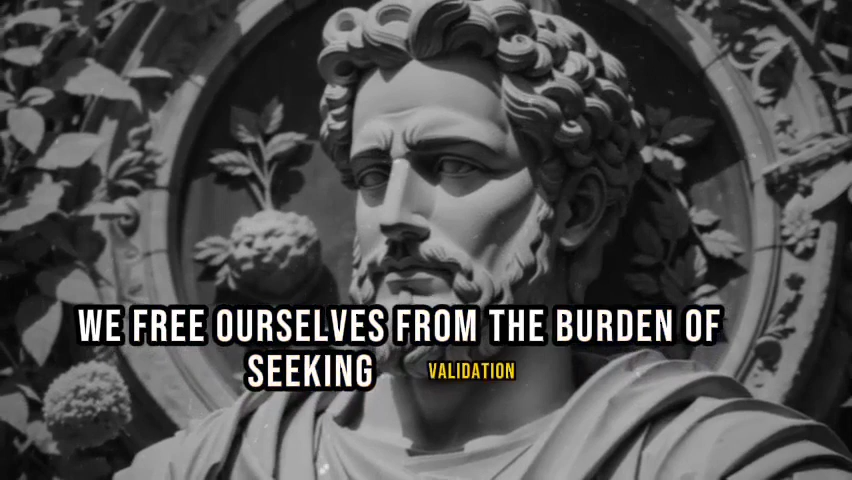 WE FREE OURSELVES FROM THE BURDEN OF
SEEKING VALIDATION